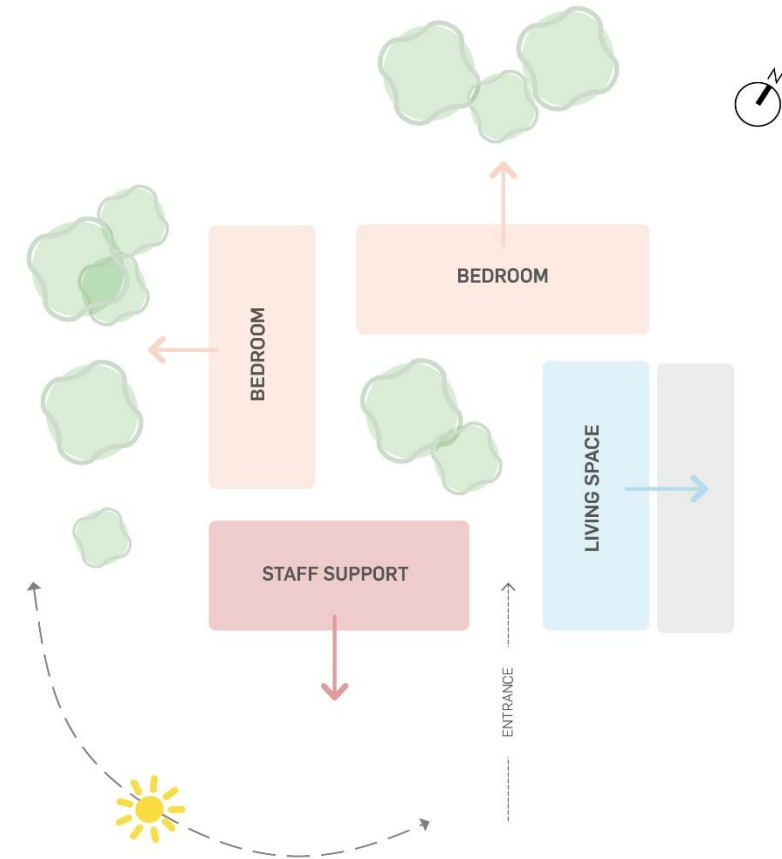 N
BEDROOM
BEDROOM
LIVING SPACE
STAFF SUPPORT
ENTRANCE